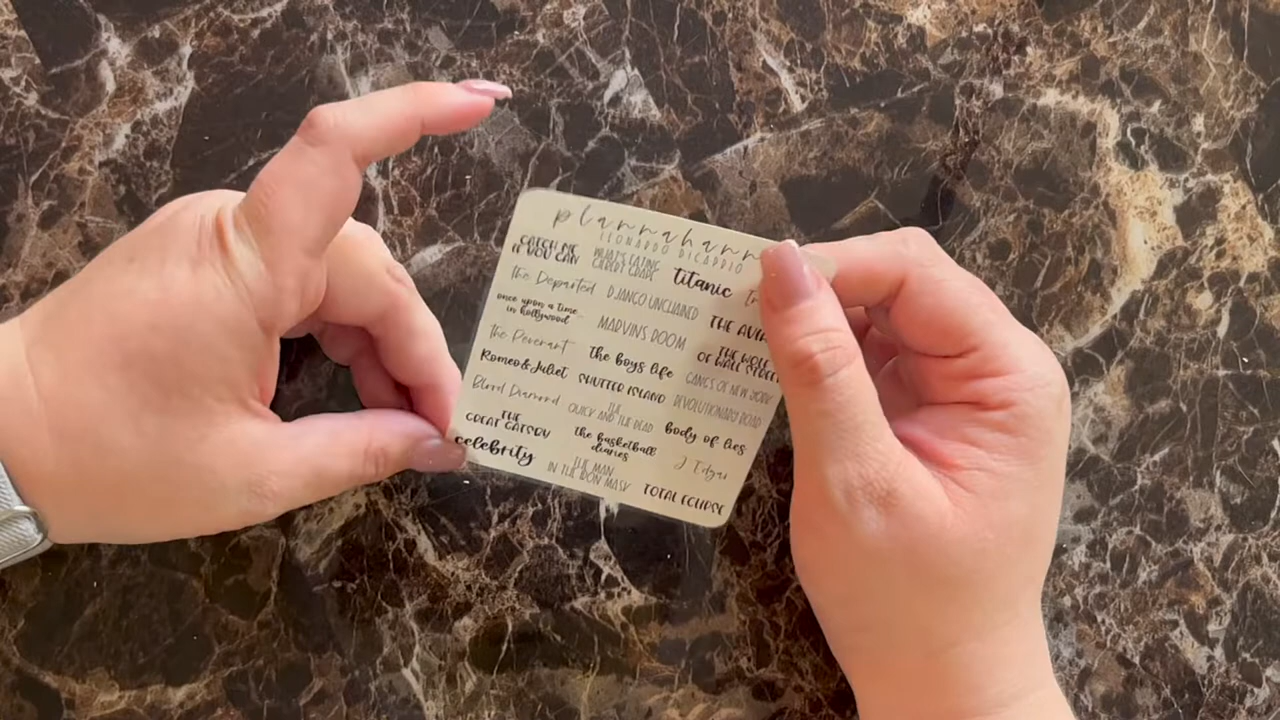 plannahann
LEONARDO DICAPRIO
CATCH ME
IF YOU CAN
WHAT'S EATING
GILBERT GRAPE
titanic
the Departed
DJANGO UNCHAINED
once upon a time...
in hollywood
MARVINS ROOM
THE
the Revenant
the boys life
THE WOLF
OF WALL STREET
Romeo & Juliet
SHUTTER ISLAND
GANGS OF NEW YORK
Blood Diamond
THE
QUICK AND THE DEAD
REVOLUTIONARY ROAD
THE
GREAT GATSBY
the basketball
diaries
body of lies
celebrity
THE MAN
IN THE IRON MASK
J Edgar
TOTAL ECLIPSE